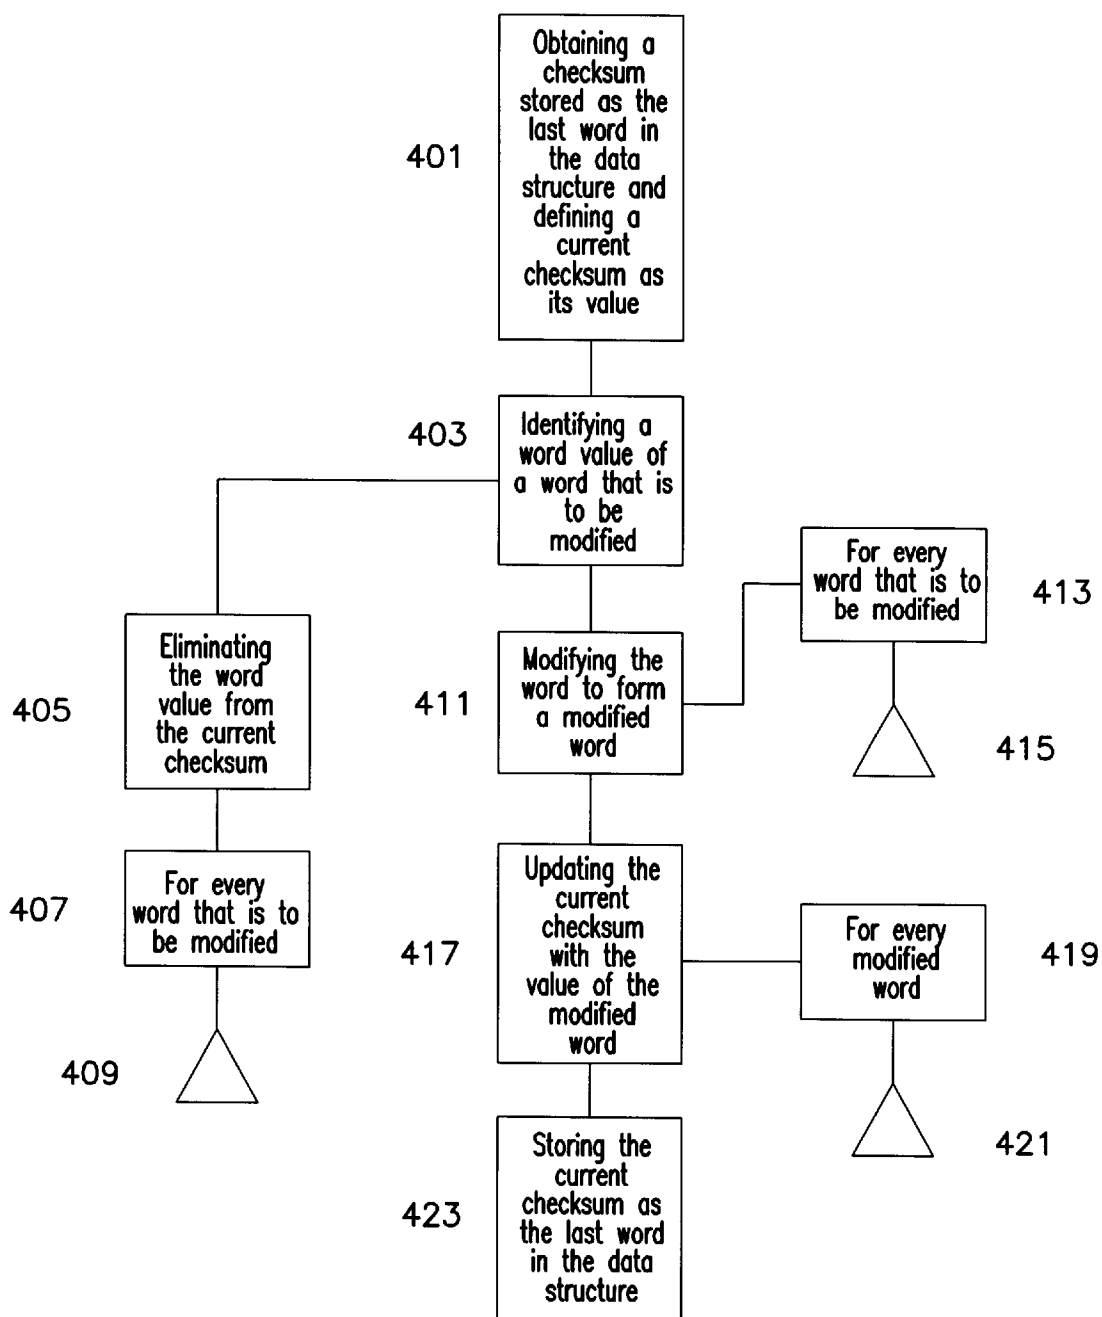 Obtaining a
checksum
stored as the
last word in
the data
structure and
defining a
current
checksum as
its value
401
403
Identifying a
word value of
a word that is
to be
modified
For every
word that is to
be modified
413
405
Eliminating
the word
value from
the current
checksum
411
Modifying the
word to form
a modified
word
415
407
For every
word that is to
be modified
417
Updating the
current
checksum
with the
value of the
modified
word
For every
modified
word
419
409
421
423
Storing the
current
checksum as
the last word
in the data
structure